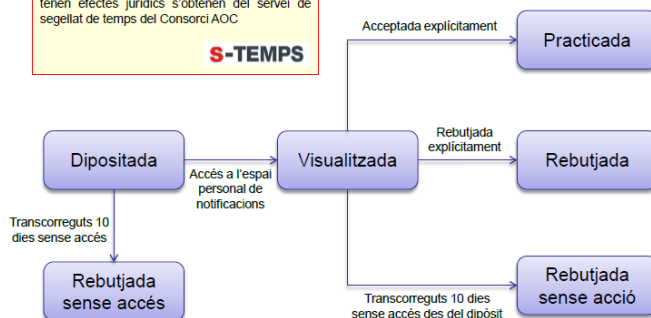 tenen efectes jurídics s'obtenen del servei de
segellat de temps del Consorci AOC
S-TEMPS
Acceptada explícitament
Practicada
Dipositada
Accés a l'espai
personal de
notificacions
Visualitzada
Rebutjada
explícitament
Rebutjada
Transcorreguts 10
dies sense accés
Rebutjada
sense accés
Transcorreguts 10 dies
sense accés des del dipòsit
Rebutjada
sense acció